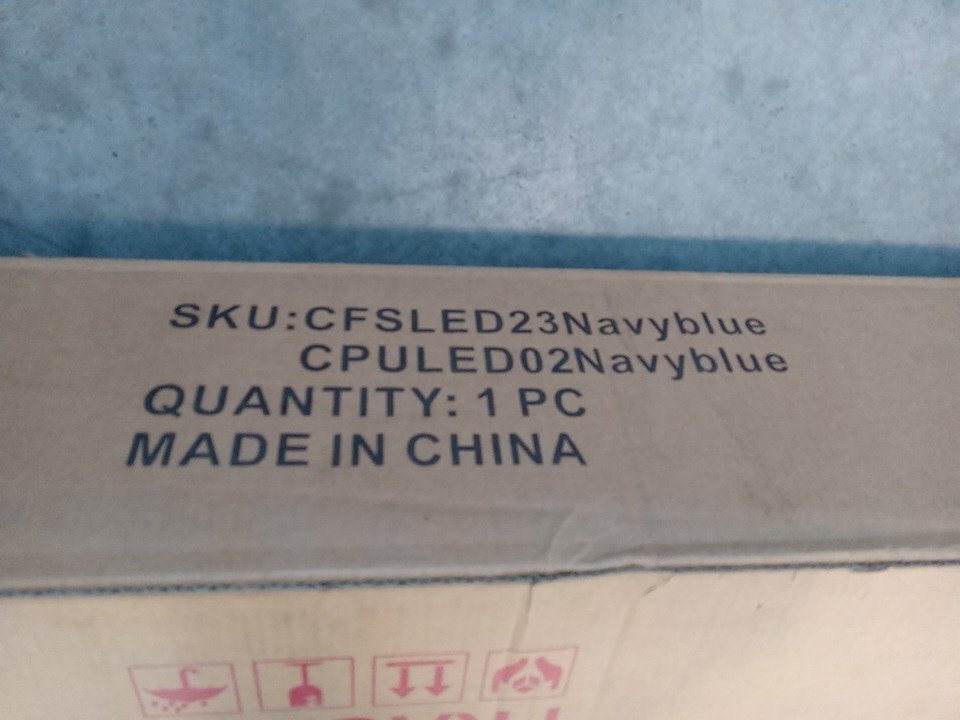 SKU:CFSLED23Navyblue
CPULED02Navyblue
QUANTITY: 1 PC
MADE IN CHINA